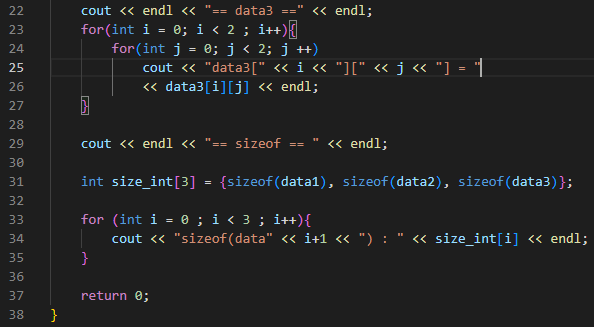 22 cout << endl << "== data3 ==" << endl;
23 for(int i = 0; i < 2 ; i++){
24 for(int j = 0; j < 2; j ++)
25 cout << "data3[" << i << "][" << j << "] = "
26 << data3[i][j] << endl;
27 }
28
29 cout << endl << "== sizeof == " << endl;
30
31 int size_int[3] = {sizeof(data1), sizeof(data2), sizeof(data3)};
32
33 for (int i = 0 ; i < 3 ; i++){
34 cout << "sizeof(data" << i+1 << ") : " << size_int[i] << endl;
35 }
36
37 return 0;
38 }